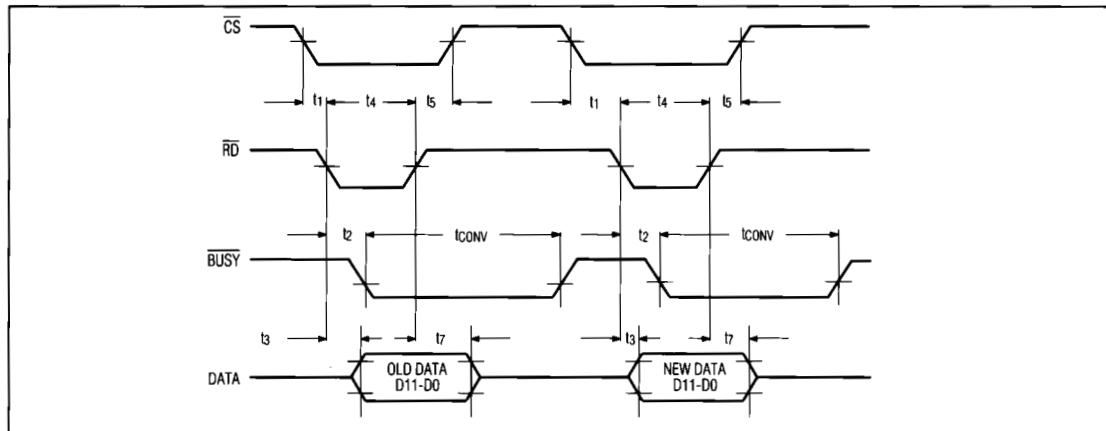 CS
t1 t4 t5 t1 t4 t5
RD
t2 tCONV t2 tCONV
BUSY
t3 t7 t3 t7
DATA OLD DATA NEW DATA
D11-D0 D11-D0